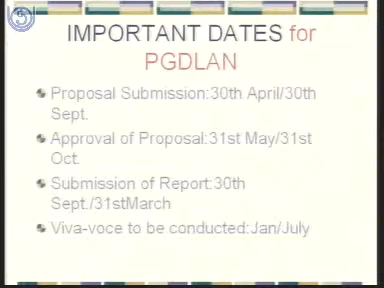 IMPORTANT DATES for
PGDLAN
Proposal Submission:30th April/30th
Sept.
Approval of Proposal:31st May/31st
Oct.
Submission of Report:30th
Sept./31stMarch
Viva-voce to be conducted:Jan/July